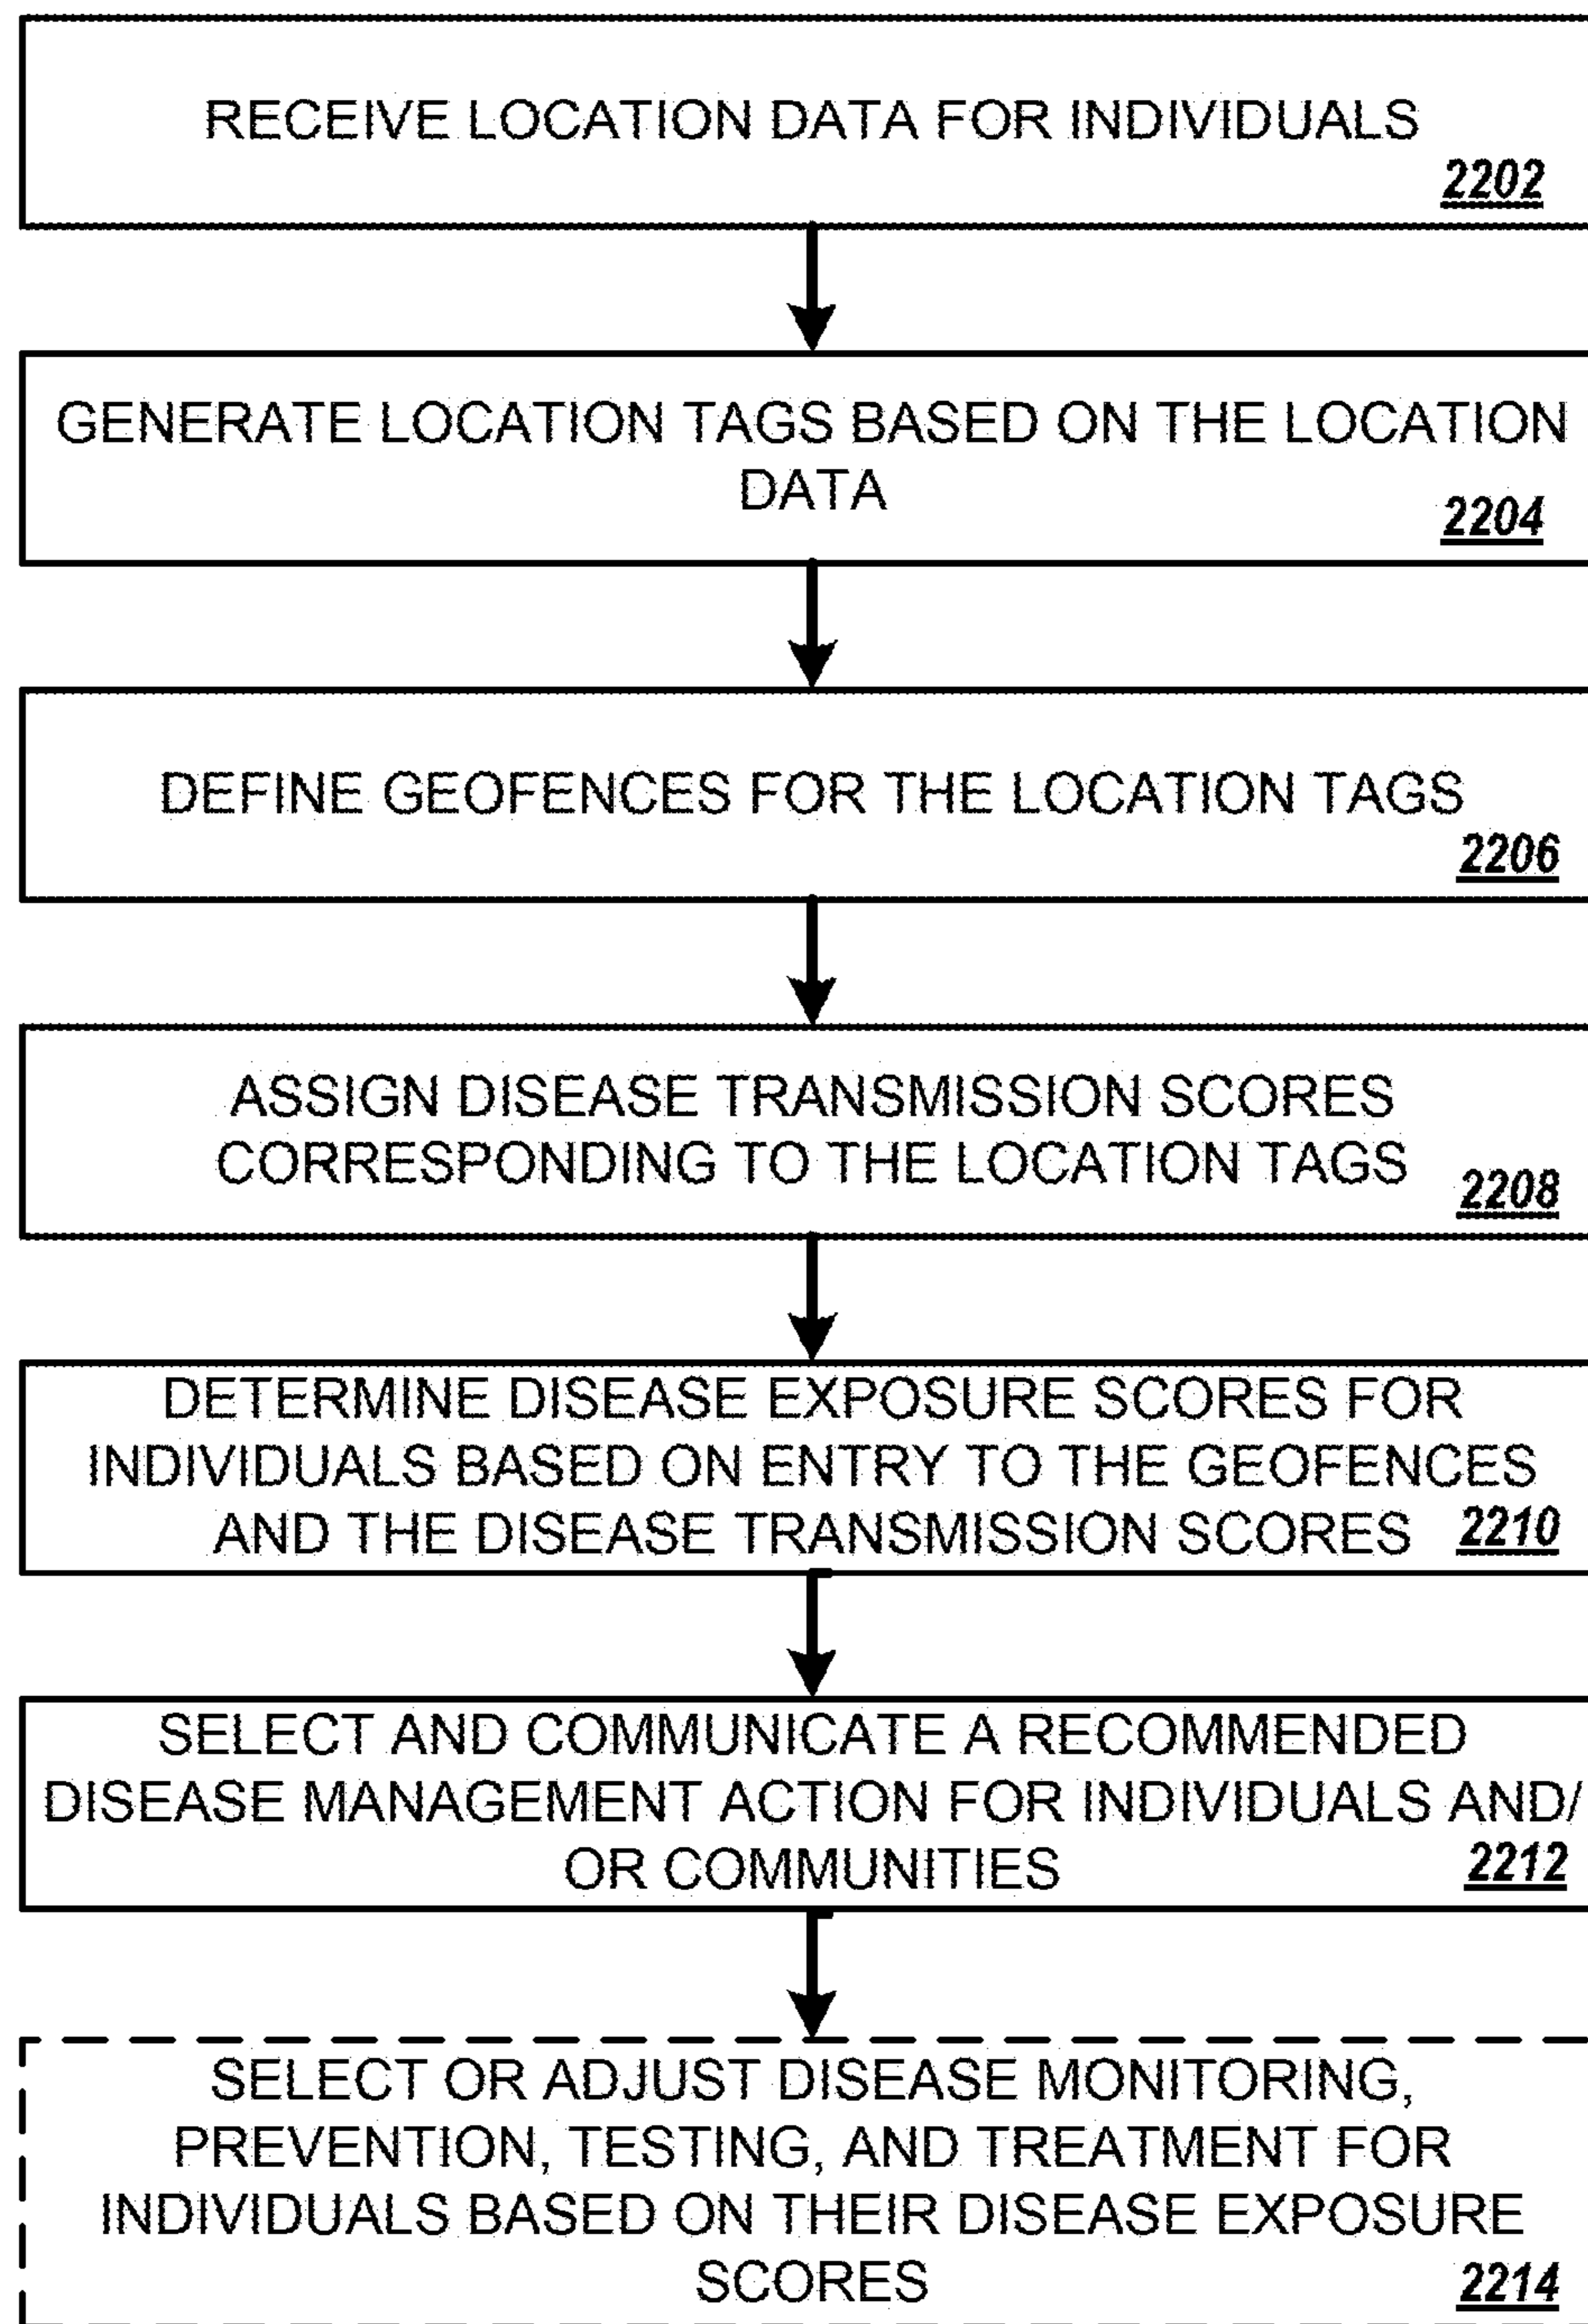 RECEIVE LOCATION DATA FOR INDIVIDUALS
2202
GENERATE LOCATION TAGS BASED ON THE LOCATION
DATA
2204
DEFINE GEOFENCES FOR THE LOCATION TAGS
2206
ASSIGN DISEASE TRANSMISSION SCORES
CORRESPONDING TO THE LOCATION TAGS
2208
DETERMINE DISEASE EXPOSURE SCORES FOR
INDIVIDUALS BASED ON ENTRY TO THE GEOFENCES
AND THE DISEASE TRANSMISSION SCORES 2210
SELECT AND COMMUNICATE A RECOMMENDED
DISEASE MANAGEMENT ACTION FOR INDIVIDUALS AND/
OR COMMUNITIES 2212
SELECT OR ADJUST DISEASE MONITORING,
PREVENTION, TESTING, AND TREATMENT FOR
INDIVIDUALS BASED ON THEIR DISEASE EXPOSURE
SCORES 2214